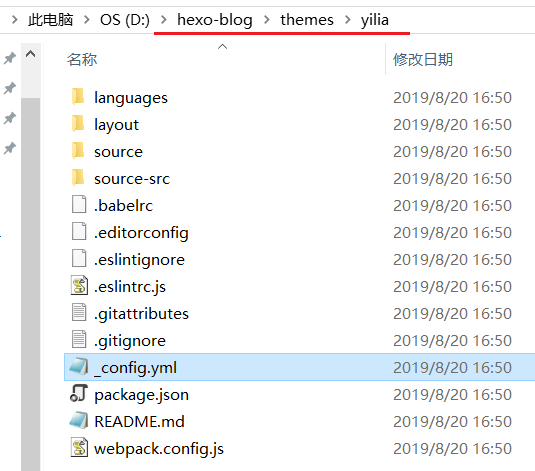 此电脑 > OS (D:) > hexo-blog > themes > yilia
名称 修改日期
languages 2019/8/20 16:50
layout 2019/8/20 16:50
source 2019/8/20 16:50
source-src 2019/8/20 16:50
.babelrc 2019/8/20 16:50
.editorconfig 2019/8/20 16:50
.eslintignore 2019/8/20 16:50
.eslintrc.js 2019/8/20 16:50
.gitattributes 2019/8/20 16:50
.gitignore 2019/8/20 16:50
_config.yml 2019/8/20 16:50
package.json 2019/8/20 16:50
README.md 2019/8/20 16:50
webpack.config.js 2019/8/20 16:50